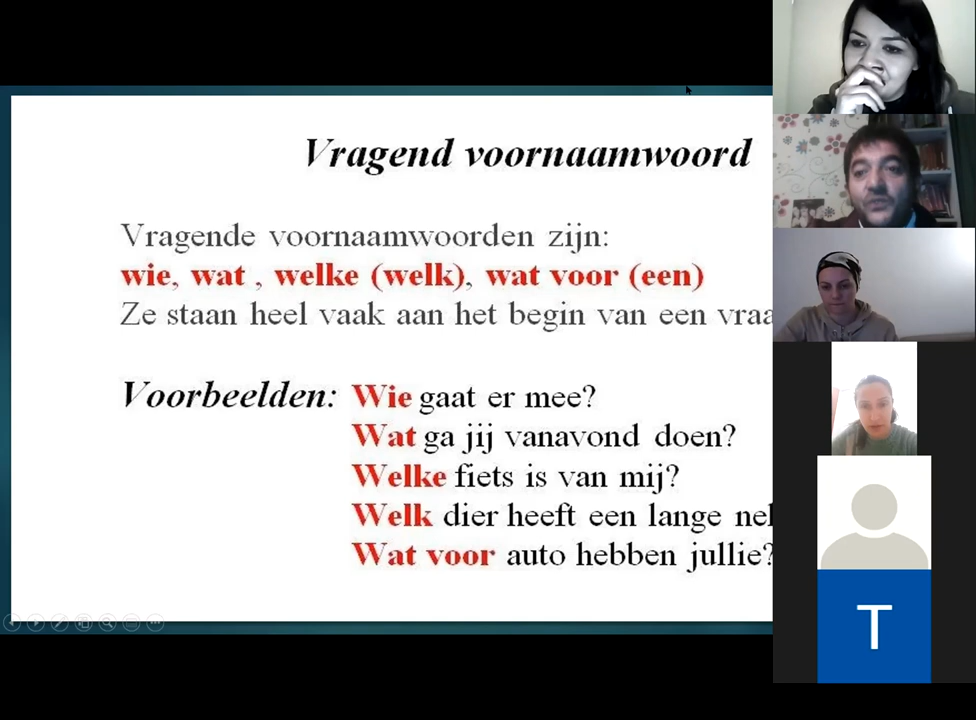 Vragend voornaamwoord
Vragende voornaamwoorden zijn:
wie, wat , welke (welk), wat voor (een)
Ze staan heel vaak aan het begin van een
Voorbeelden: Wie gaat er mee?
Wat ga jij vanavond doen?
Welke fiets is van mij?
Welk dier heeft een lange
Wat voor auto hebben jullie?
T